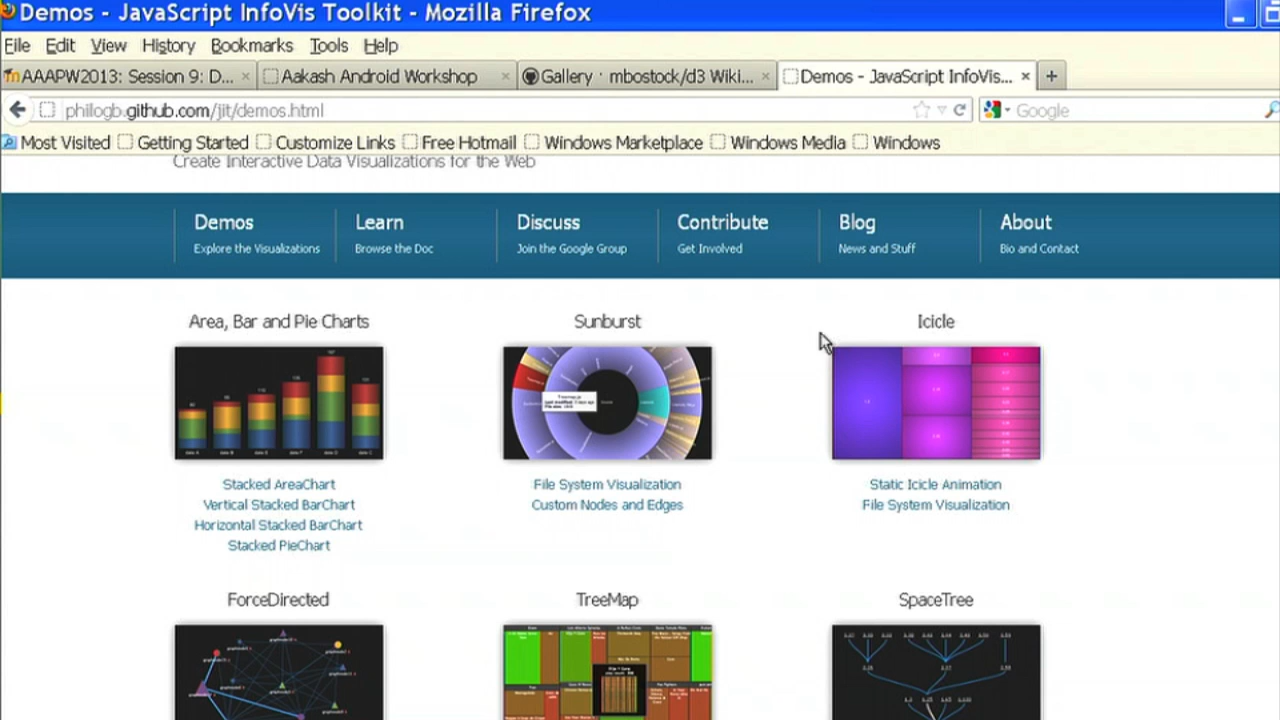 Demos - JavaScript InfoVis Toolkit - Mozilla Firefox
File Edit View History Bookmarks Tools Help
AAAPW2013: Session 9: D... Aakash Android Workshop Gallery · mbostock/d3 Wiki... Demos - JavaScript InfoVis...
philogb.github.com/jit/demos.html Google
Most Visited Getting Started Customize Links Free Hotmail Windows Marketplace Windows Media Windows
Create Interactive Data Visualizations for the Web
Demos Learn Discuss Contribute Blog About
Explore the Visualizations Browse the Doc Join the Google Group Get Involved News and Stuff Bio and Contact
Area, Bar and Pie Charts Sunburst Icicle
Stacked AreaChart File System Visualization Static Icicle Animation
Vertical Stacked BarChart Custom Nodes and Edges File System Visualization
Horizontal Stacked BarChart
Stacked PieChart
ForceDirected TreeMap SpaceTree